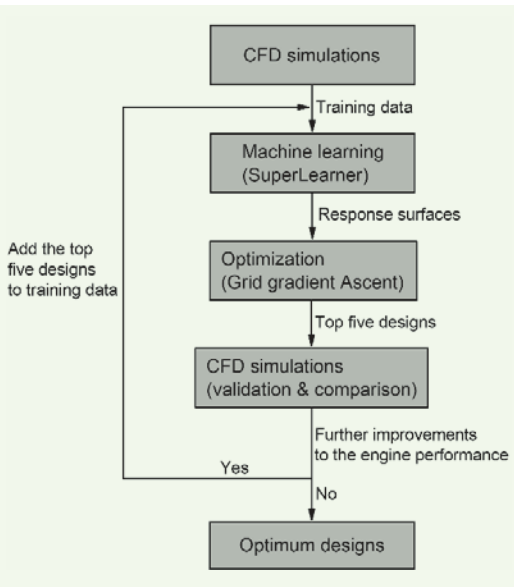 CFD simulations
Training data
Machine learning
(SuperLearner)
Response surfaces
Optimization
(Grid gradient Ascent)
Add the top
five designs
to training data
Top five designs
CFD simulations
(validation & comparison)
Further improvements
to the engine performance
Yes
No
Optimum designs